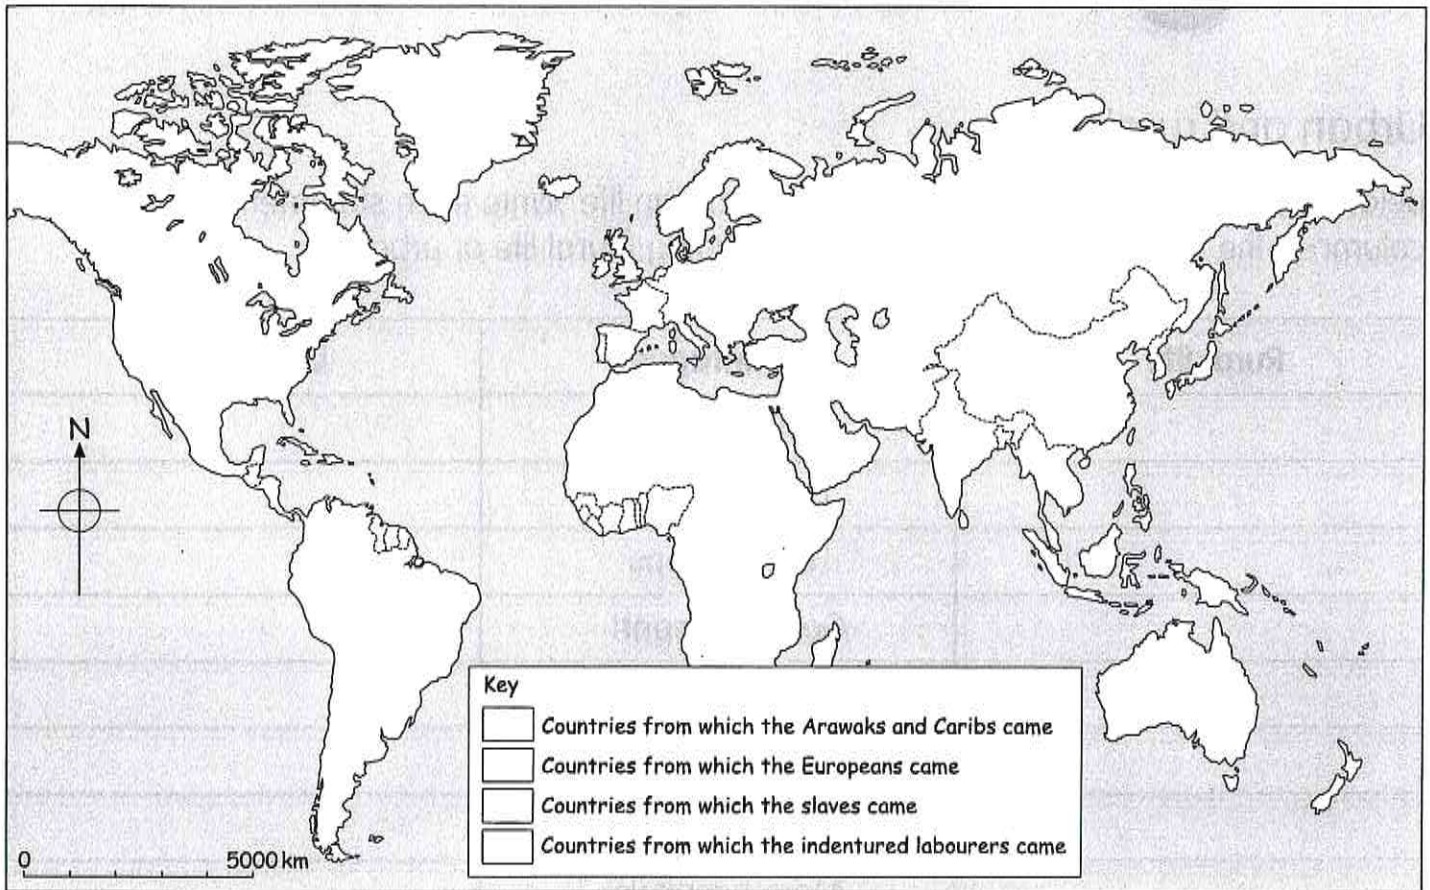 N
Key
Countries from which the Arawaks and Caribs came
Countries from which the Europeans came
Countries from which the slaves came
Countries from which the indentured labourers came
0 5000 km